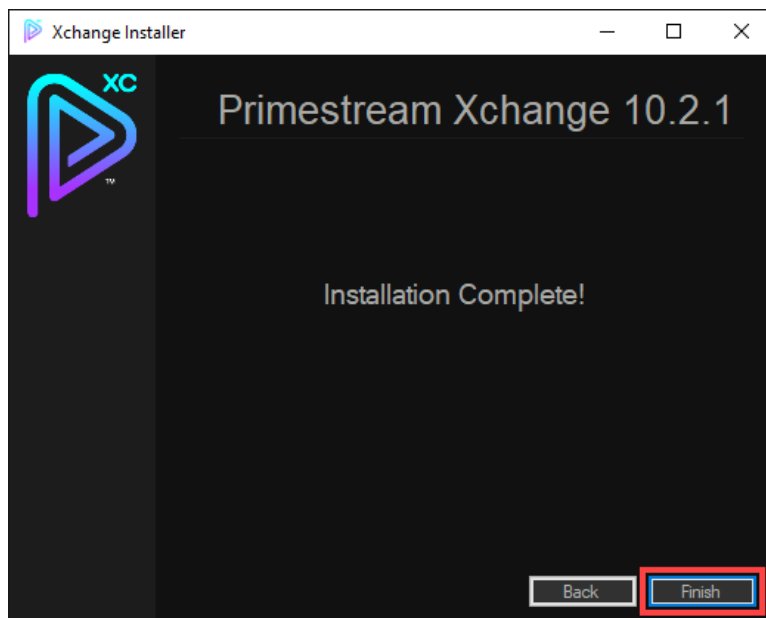 Xchange Installer
XC
Primestream Xchange 10.2.1
TM
Installation Complete!
Back
Finish